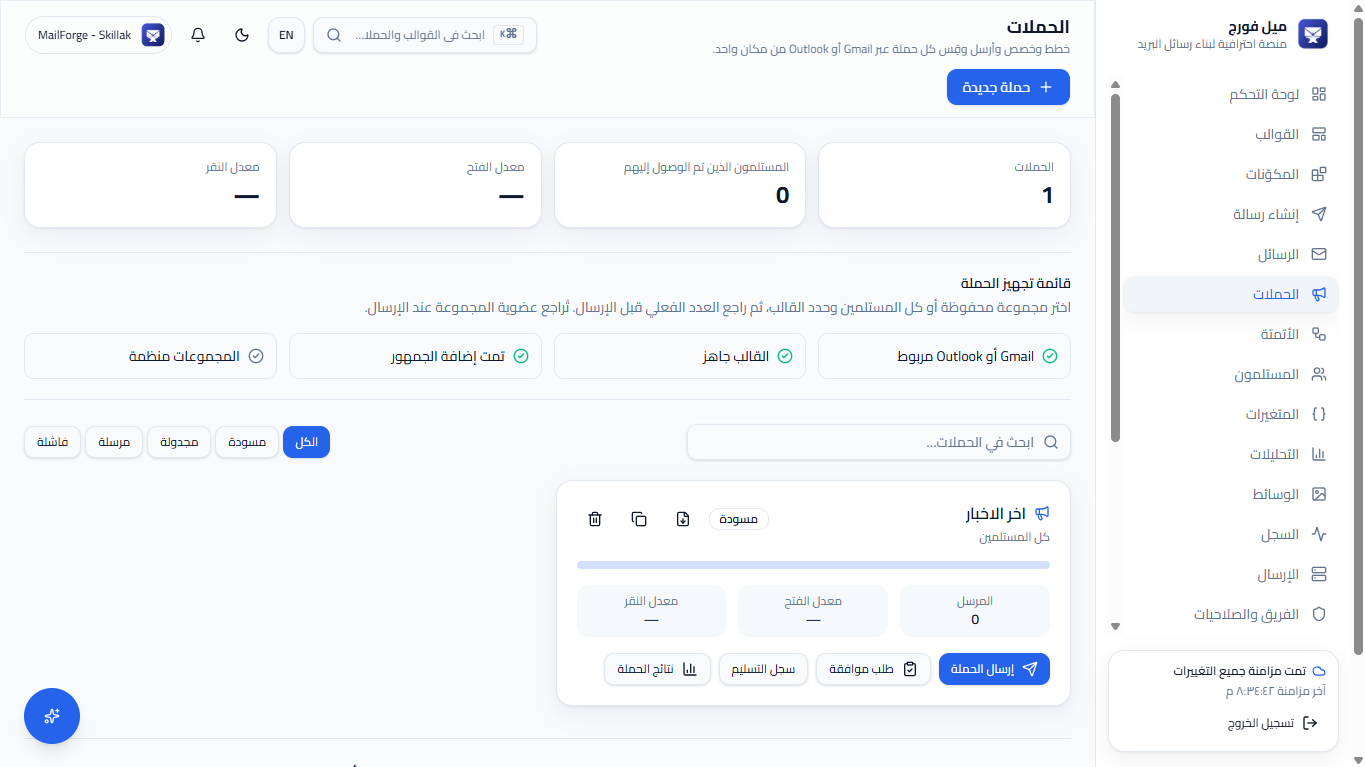 ميل فورج
منصة احترافية لبناء رسائل البريد
لوحة التحكم
القوالب
المكوّنات
إنشاء رسالة
الرسائل
الحملات
الأتمتة
المستلمون
المتغيرات
التحليلات
الوسائط
السجل
الإرسال
الفريق والصلاحيات
تمت مزامنة جميع التغييرات
آخر مزامنة ٨:٣٤:٤٢ م
تسجيل الخروج
الحملات
خطط وخصص وأرسل وقِس كل حملة عبر Gmail أو Outlook من مكان واحد.
حملة جديدة
ابحث في القوالب والحملا...
⌘K
EN
MailForge - Skillak
الحملات
1
المستلمون الذين تم الوصول إليهم
0
معدل الفتح
—
معدل النقر
—
قائمة تجهيز الحملة
اختر مجموعة محفوظة أو كل المستلمين وحدد القالب، ثم راجع العدد الفعلي قبل الإرسال. تُراجع عضوية المجموعة عند الإرسال.
Gmail أو Outlook مربوط
القالب جاهز
تمت إضافة الجمهور
المجموعات منظمة
ابحث في الحملات...
الكل
مسودة
مجدولة
مرسلة
فاشلة
اخر الاخبار
مسودة
كل المستلمين
المرسل
0
معدل الفتح
—
معدل النقر
—
إرسال الحملة
طلب موافقة
سجل التسليم
نتائج الحملة